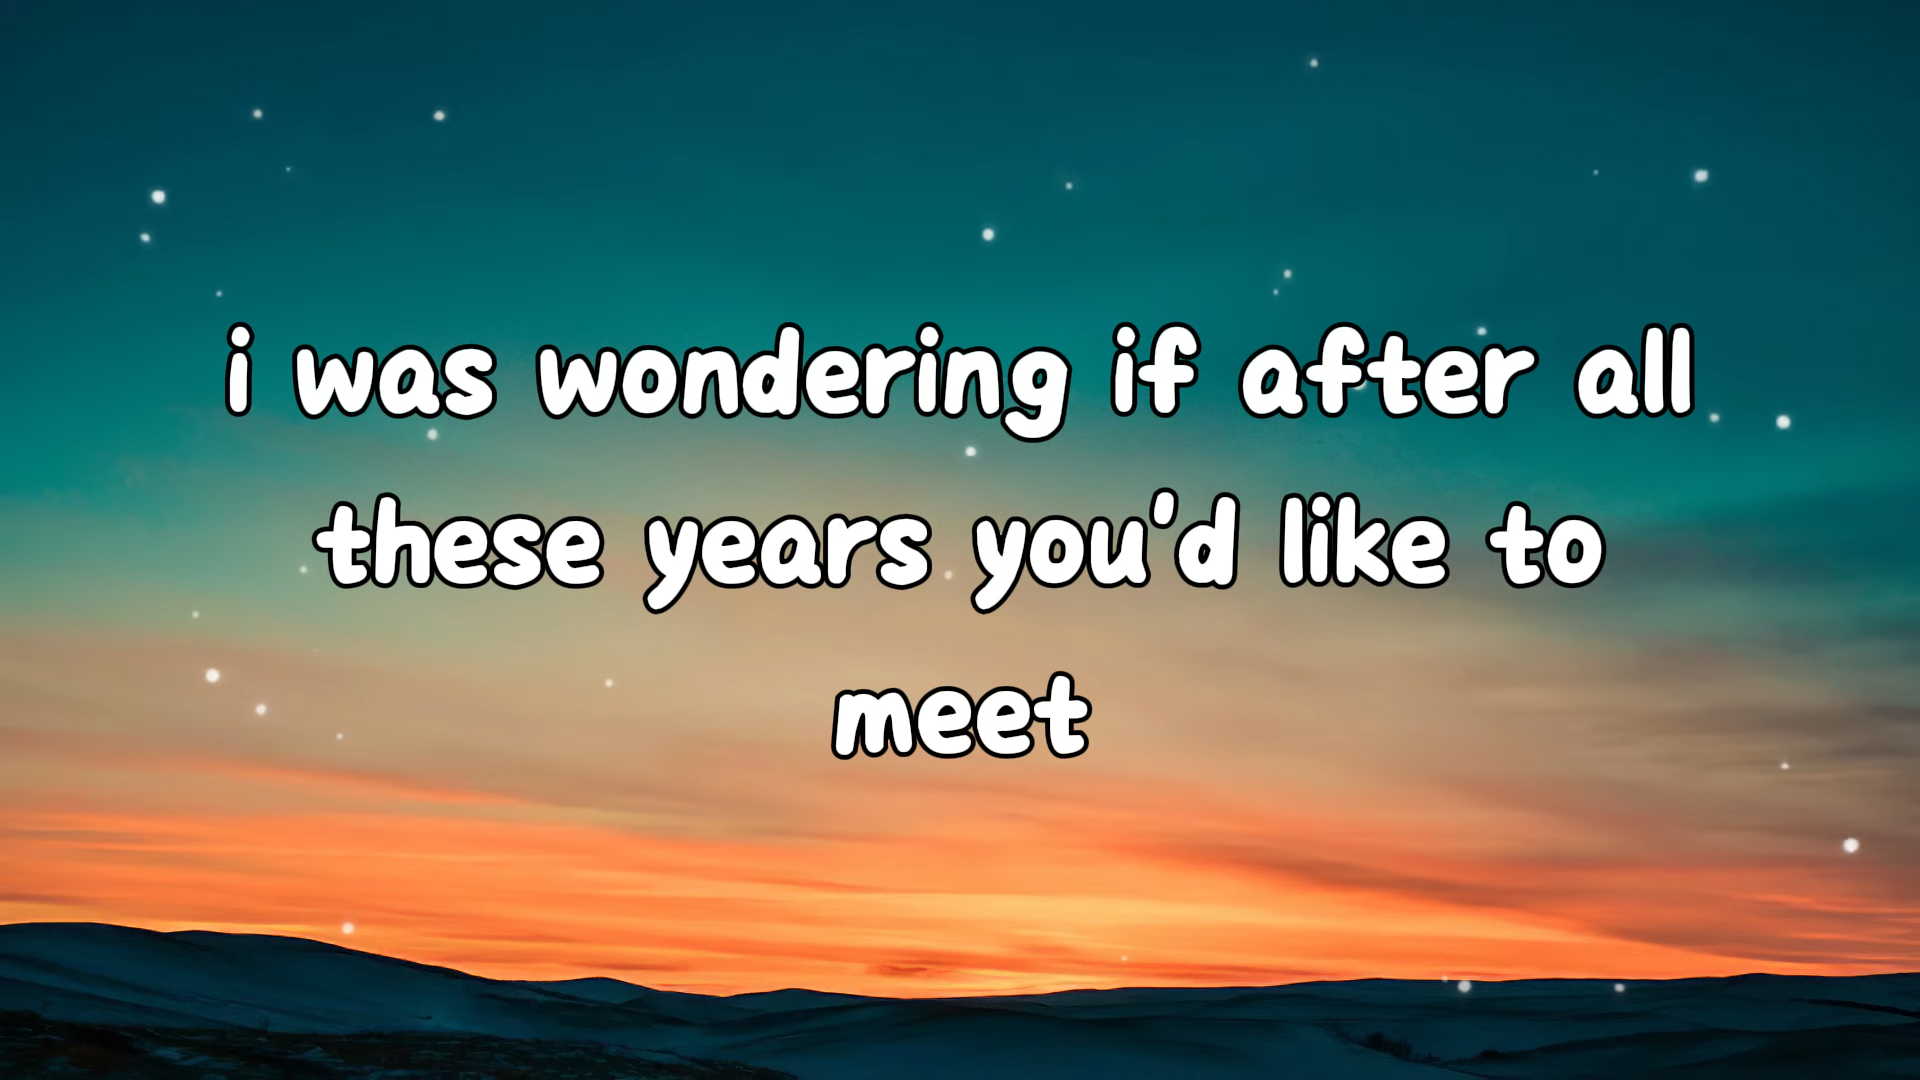 i was wondering if after all
these years you'd like to
meet